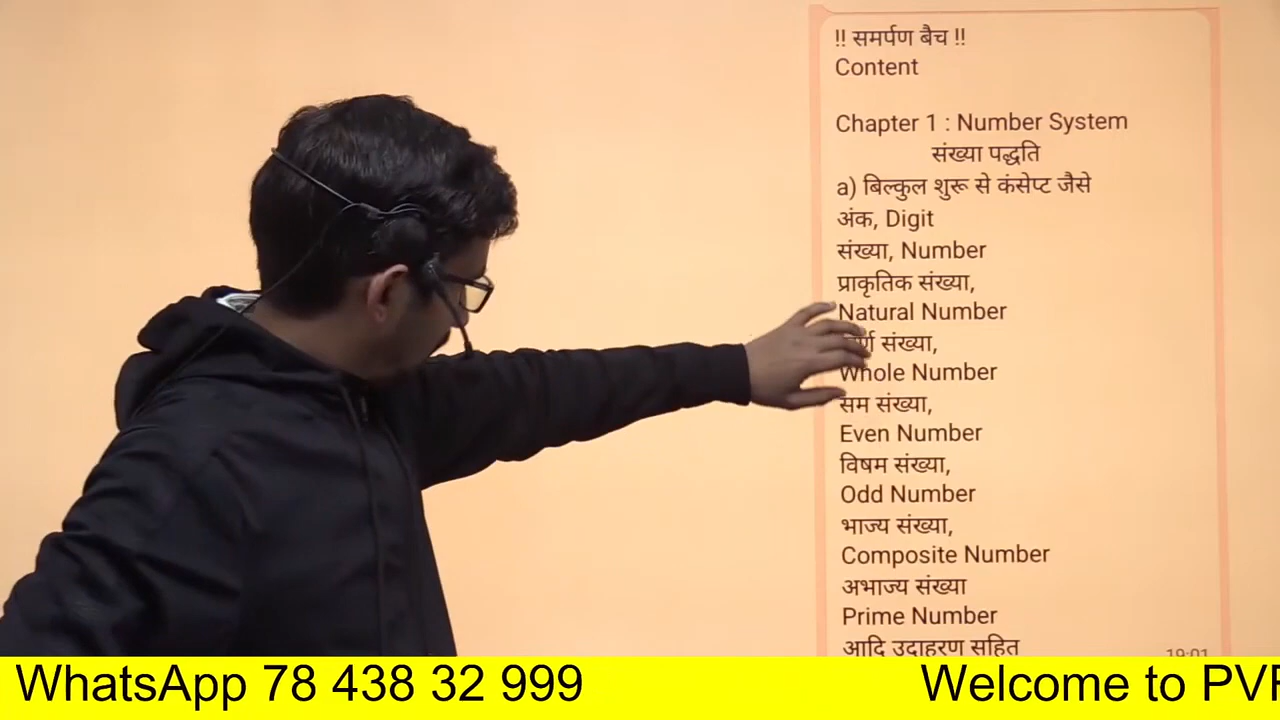 !! समर्पण बैच !!
Content
Chapter 1 : Number System
संख्या पद्धति
a) बिल्कुल शुरू से कंसेप्ट जैसे
अंक, Digit
संख्या, Number
प्राकृतिक संख्या,
Natural Number
संख्या,
Whole Number
सम संख्या,
Even Number
विषम संख्या,
Odd Number
भाज्य संख्या,
Composite Number
अभाज्य संख्या
Prime Number
आदि उदाहरण सहित
WhatsApp 78 438 32 999
Welcome to